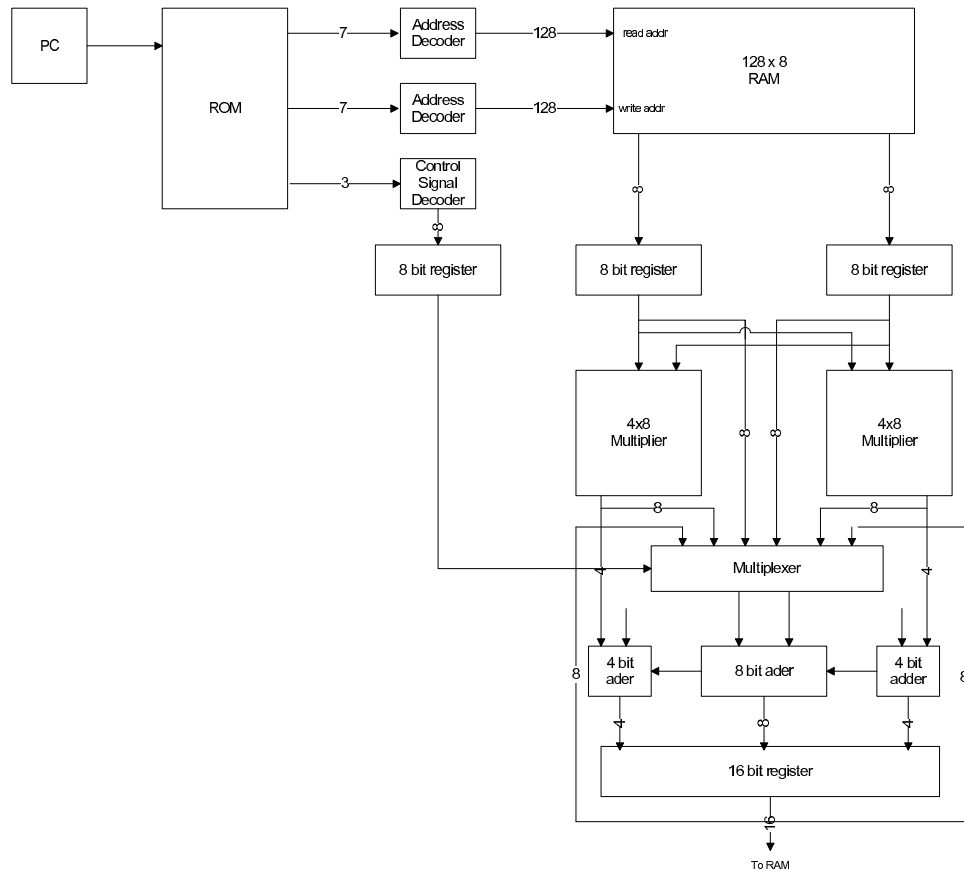 PC
ROM
7
Address
Decoder
128
read addr
128 x 8
RAM
7
Address
Decoder
128
write addr
3
Control
Signal
Decoder
8
8
8
8 bit register
8 bit register
8 bit register
4x8
Multiplier
8
8
4x8
Multiplier
8
8
4
Multiplexer
4
4 bit
ader
8 bit ader
4 bit
adder
8
8
4
8
4
16 bit register
16
To RAM